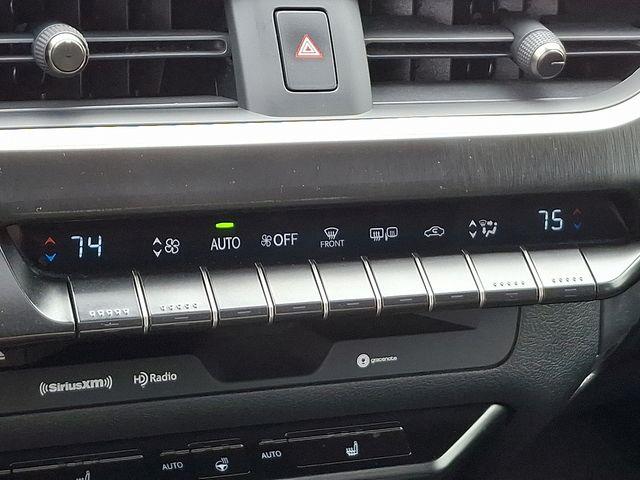 74
AUTO
OFF
FRONT
75
SiriusXM
HD Radio
gracenote
AUTO
AUTO